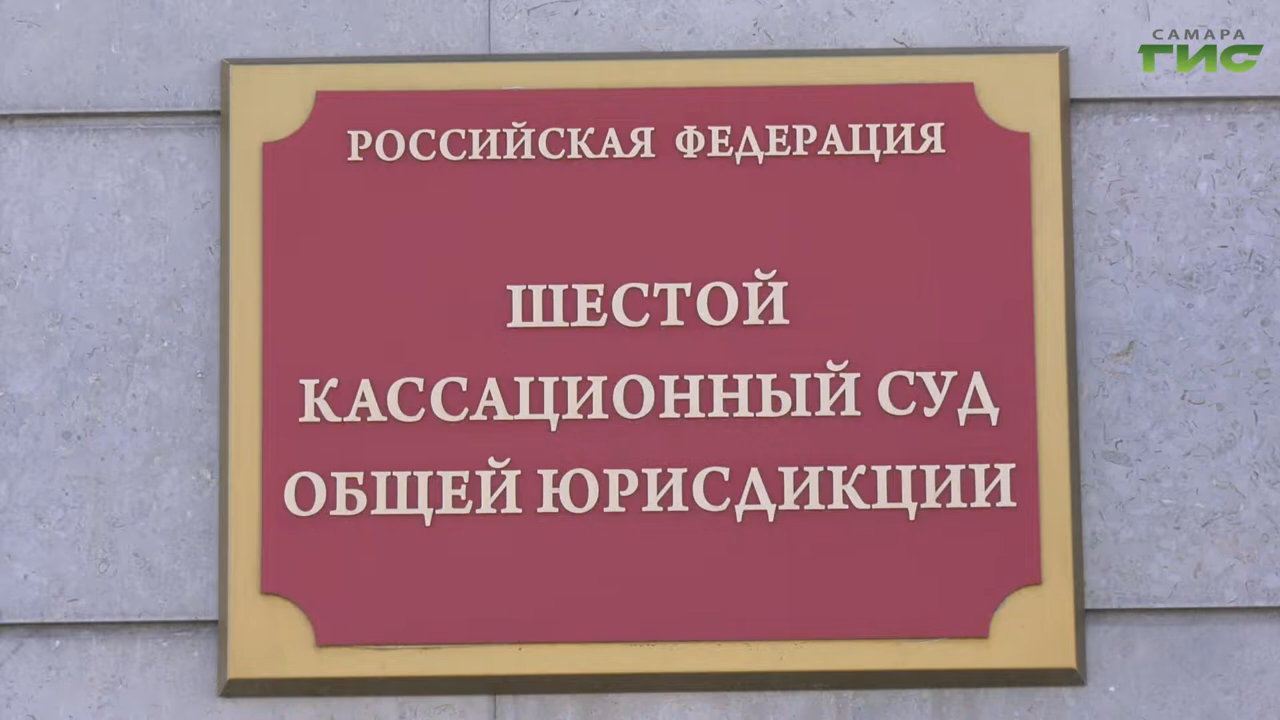 САМАРА
ГИС
РОССИЙСКАЯ ФЕДЕРАЦИЯ
ШЕСТОЙ
КАССАЦИОННЫЙ СУД
ОБЩЕЙ ЮРИСДИКЦИИ